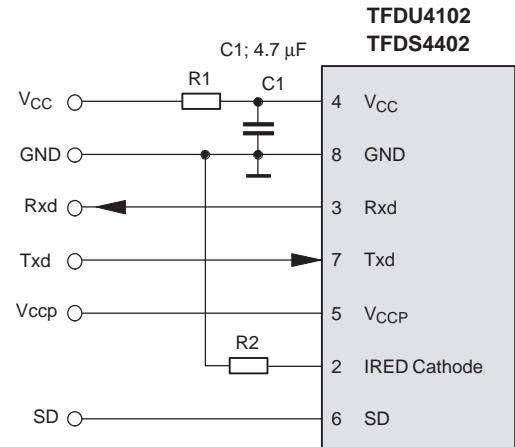 TFDU4102
TFDS4402
C1; 4.7 µF
R1
C1
VCC
4 VCC
GND
8 GND
Rxd
3 Rxd
Txd
7 Txd
Vccp
5 VCCP
R2
2 IRED Cathode
SD
6 SD